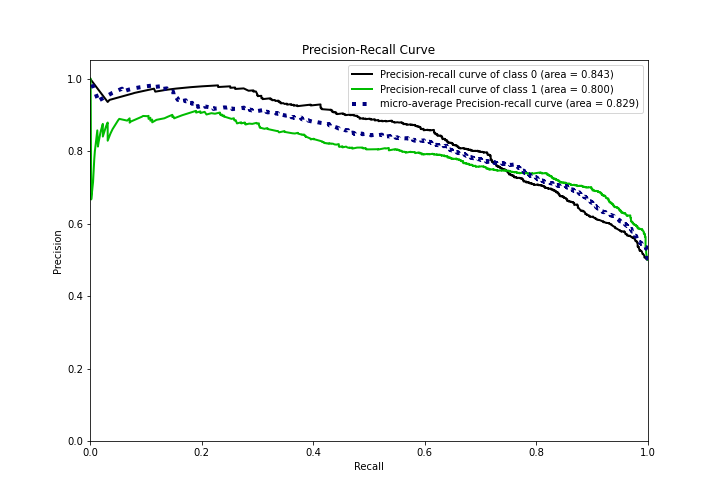 Precision-Recall Curve
Precision-recall curve of class 0 (area = 0.843)
Precision-recall curve of class 1 (area = 0.800)
micro-average Precision-recall curve (area = 0.829)
Precision
1.0
0.8
0.6
0.4
0.2
0.0
0.0 0.2 0.4 0.6 0.8 1.0
Recall